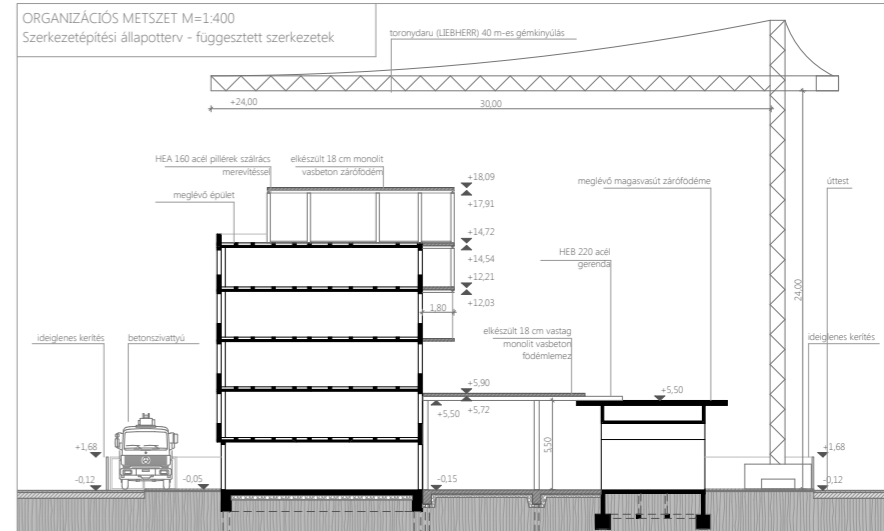 ORGANIZÁCIÓS METSZET M=1:400
Szerkezetépítési állapotterv - függesztett szerkezetek
toronydaru (LIEBHERR) 40 m-es gémkinyúlás
+24,00
30,00
HEA 160 acél pillérek szálrács
merevítéssel
elkészült 18 cm monolit
vasbeton zárófödém
meglévő épület
+18,09
+17,91
meglévő magasvasút zárófödéme
úttest
+14,72
+14,54
HEB 220 acél
gerenda
+12,21
+12,03
1,80
24,00
ideiglenes kerítés
betonszivattyú
elkészült 18 cm vastag
monolit vasbeton
födémlemez
ideiglenes kerítés
+5,90
+5,50
+5,72
+5,50
5,50
+1,68
+1,68
-0,12
-0,05
-0,15
-0,12